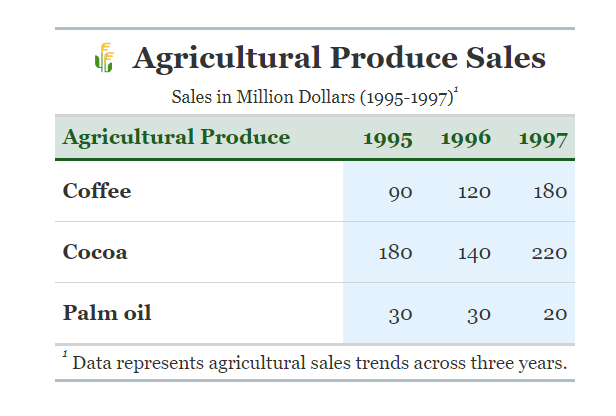 Agricultural Produce Sales
Sales in Million Dollars (1995-1997)¹
Agricultural Produce 1995 1996 1997
Coffee 90 120 180
Cocoa 180 140 220
Palm oil 30 30 20
¹ Data represents agricultural sales trends across three years.